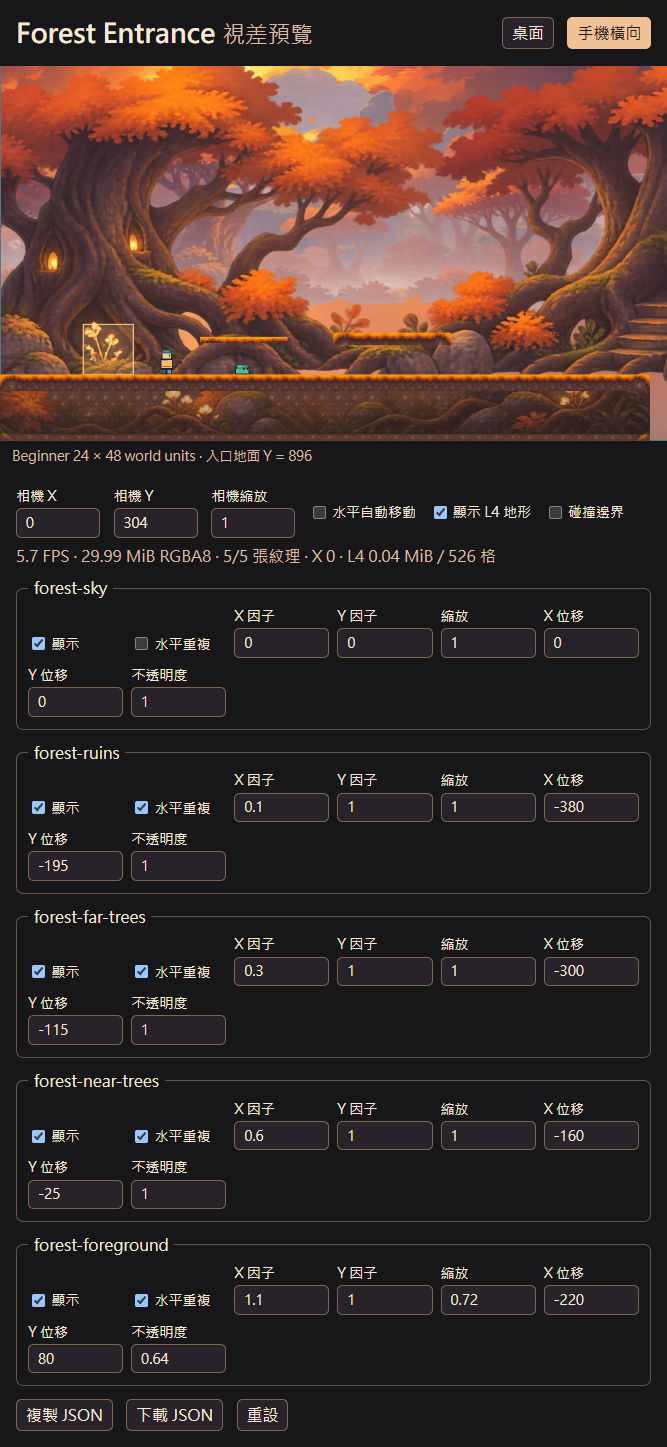 Forest Entrance 視差預覽 桌面 手機橫向
Beginner 24 × 48 world units · 入口地面 Y = 896
相機 X 相機 Y 相機縮放
0 304 1 水平自動移動 顯示 L4 地形 碰撞邊界
5.7 FPS · 29.99 MiB RGBA8 · 5/5 張紋理 · X 0 · L4 0.04 MiB / 526 格
forest-sky
X 因子 Y 因子 縮放 X 位移
顯示 水平重複 0 0 1 0
Y 位移 不透明度
0 1
forest-ruins
X 因子 Y 因子 縮放 X 位移
顯示 水平重複 0.1 1 1 -380
Y 位移 不透明度
-195 1
forest-far-trees
X 因子 Y 因子 縮放 X 位移
顯示 水平重複 0.3 1 1 -300
Y 位移 不透明度
-115 1
forest-near-trees
X 因子 Y 因子 縮放 X 位移
顯示 水平重複 0.6 1 1 -160
Y 位移 不透明度
-25 1
forest-foreground
X 因子 Y 因子 縮放 X 位移
顯示 水平重複 1.1 1 0.72 -220
Y 位移 不透明度
80 0.64
複製 JSON 下載 JSON 重設